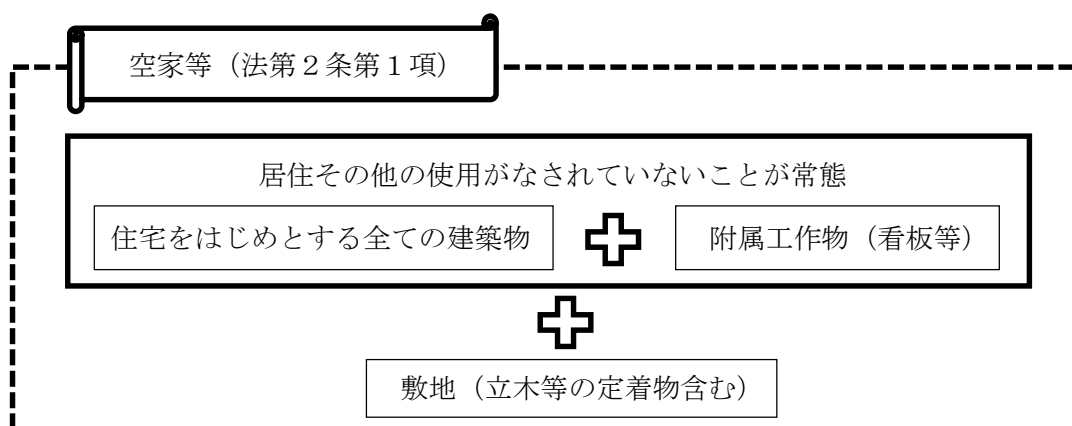 空家等（法第２条第１項）
居住その他の使用がなされていないことが常態
住宅をはじめとする全ての建築物
附属工作物（看板等）
敷地（立木等の定着物含む）